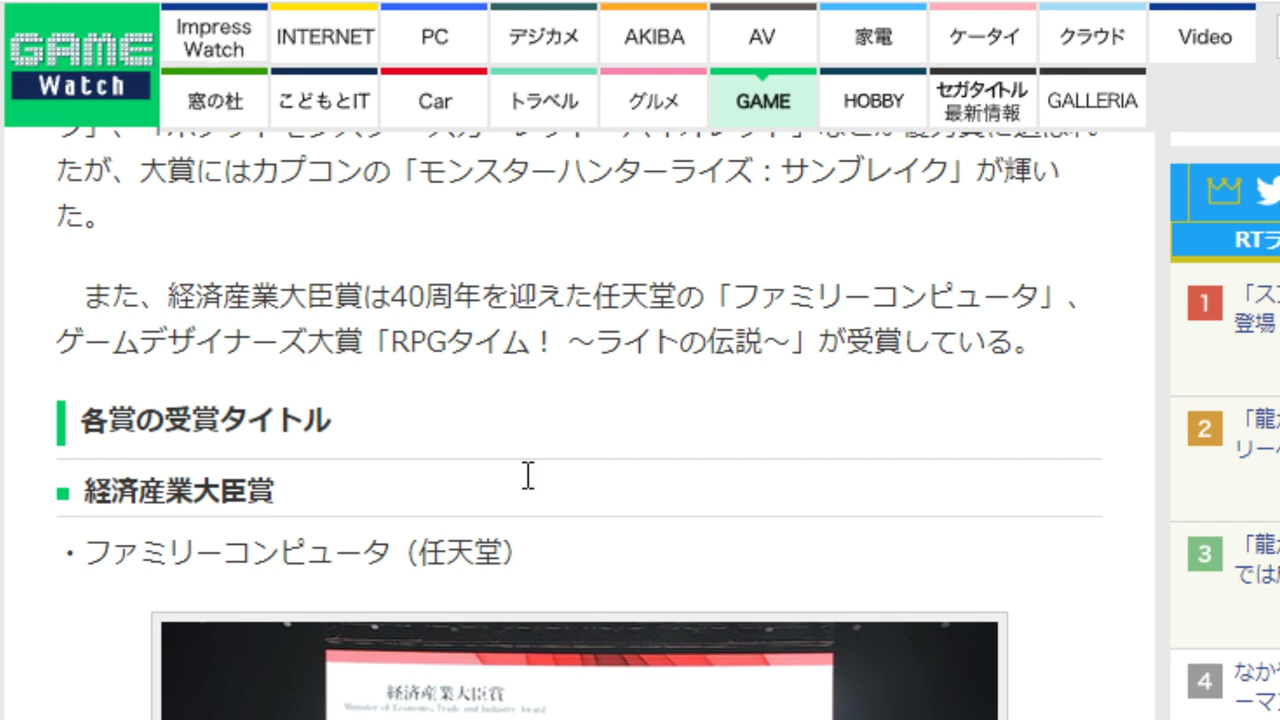 GAME Watch
Impress Watch
INTERNET
PC
デジカメ
AKIBA
AV
家電
ケータイ
クラウド
Video
窓の杜
こどもとIT
Car
トラベル
グルメ
GAME
HOBBY
セガタイトル最新情報
GALLERIA
たが、大賞にはカプコンの「モンスターハンターライズ：サンブレイク」が輝い
た。
また、経済産業大臣賞は40周年を迎えた任天堂の「ファミリーコンピュータ」、
ゲームデザイナーズ大賞「RPGタイム！ ～ライトの伝説～」が受賞している。
各賞の受賞タイトル
経済産業大臣賞
・ファミリーコンピュータ（任天堂）
経済産業大臣賞
Minister of Economy, Trade and Industry Award
RTラ
1
「ス
登場
2
「龍
リー
3
「龍
では
4
なか
ーマ